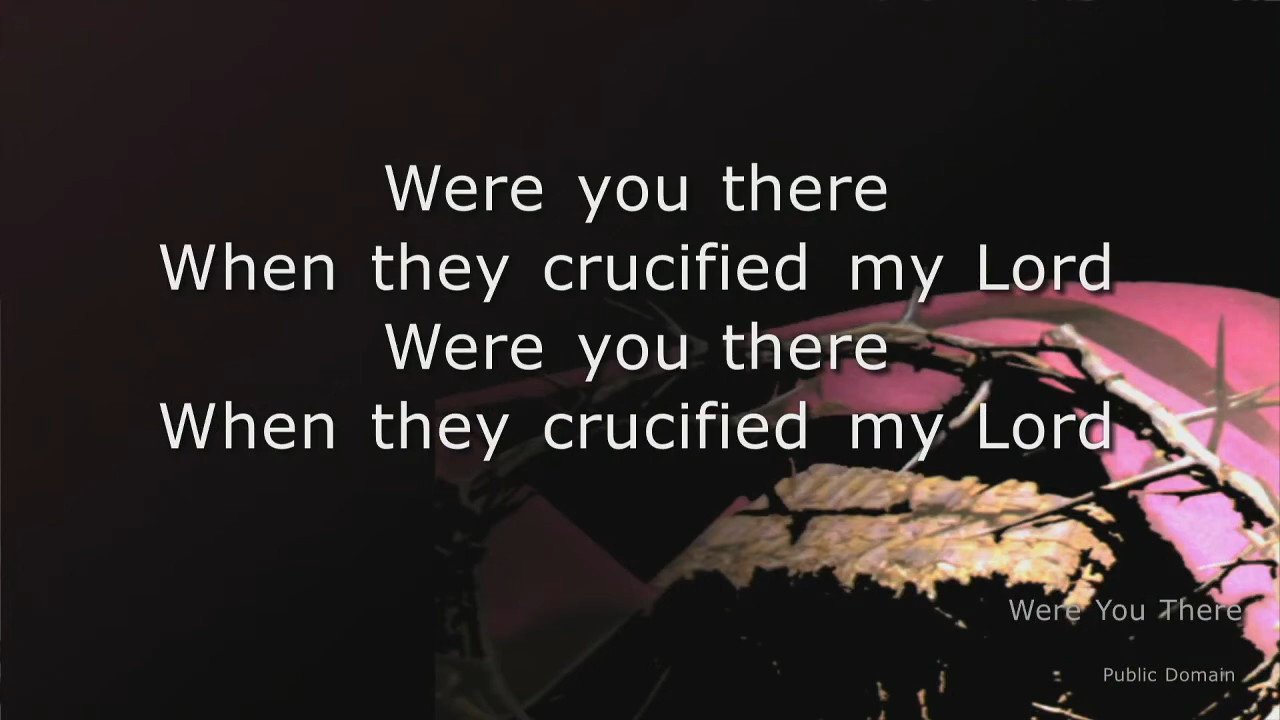 Were you there
When they crucified my Lord
Were you there
When they crucified my Lord
Were You There
Public Domain